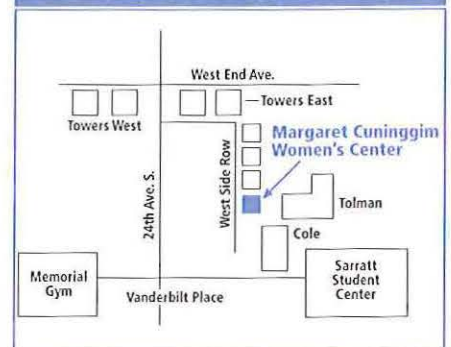 West End Ave.
Towers East
Towers West
Margaret Cuninggim
Women's Center
24th Ave. S.
West Side Row
Tolman
Cole
Memorial
Gym
Sarratt
Student
Center
Vanderbilt Place